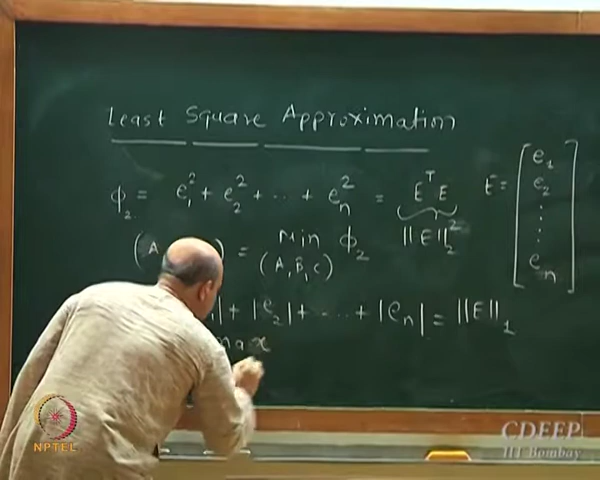 Least Square Approximation
ϕ₂ = e₁² + e₂² + ... + eₙ² = EᵀE
E = [e₁ e₂ ⋮ eₙ]
‖E‖₂²
(A ) = Min ϕ₂
(A, B, C)
| + |e₂| + ... + |eₙ| = ‖E‖₁
max
CDEEP
IIT Bombay
NPTEL